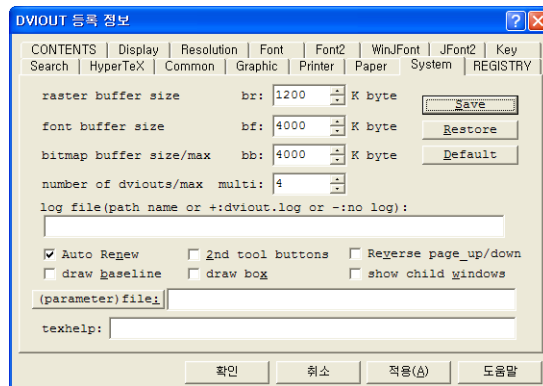 DVIOUT 등록 정보
CONTENTS Display Resolution Font Font2 WinJFont JFont2 Key
Search HyperTeX Common Graphic Printer Paper System REGISTRY
raster buffer size br: 1200 K byte Save
font buffer size bf: 4000 K byte Restore
bitmap buffer size/max bb: 4000 K byte Default
number of dviouts/max multi: 4
log file(path name or +:dviout.log or -:no log):
Auto Renew 2nd tool buttons Reverse page_up/down
draw baseline draw box show child windows
(parameter)file:
texhelp:
확인 취소 적용(A) 도움말